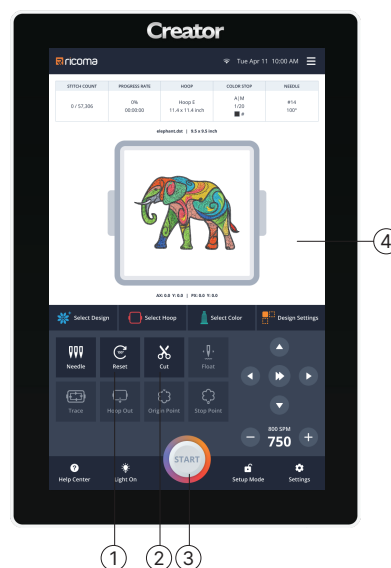 Creator
ricoma
Tue Apr 11 10:00 AM
STITCH COUNT PROGRESS RATE HOOP COLOR STOP NEEDLE
0 / 57,306
0%
00:00:00
Hoop E
11.4 x 11.4 inch
A|M
1/20
#
#14
100°
elephant.dst | 9.5 x 9.5 inch
AX: 0.0 Y: 0.0 | PX: 0.0 Y: 0.0
Select Design Select Hoop Select Color Design Settings
100°
Needle Reset Cut Float
Trace Hoop Out Origin Point Stop Point
800 SPM
750
START
Help Center Light On Setup Mode Settings
4
1 2 3